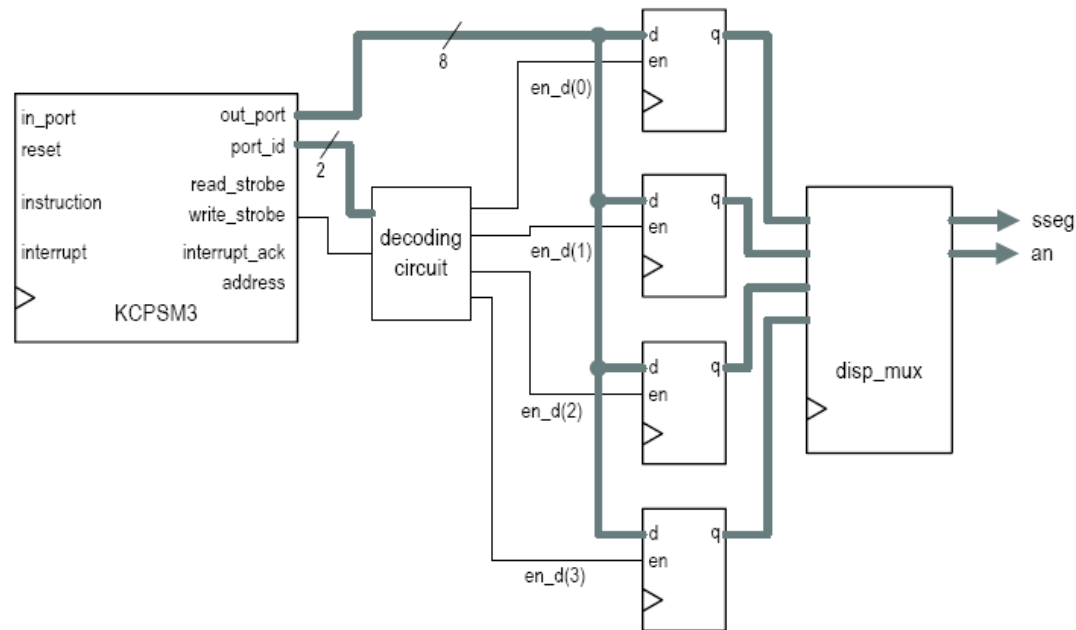 in_port
reset
instruction
interrupt
out_port
port_id
read_strobe
write_strobe
interrupt_ack
address
KCPSM3
8
2
decoding
circuit
en_d(0)
en_d(1)
en_d(2)
en_d(3)
d
q
en
d
q
en
d
q
en
d
q
en
disp_mux
sseg
an